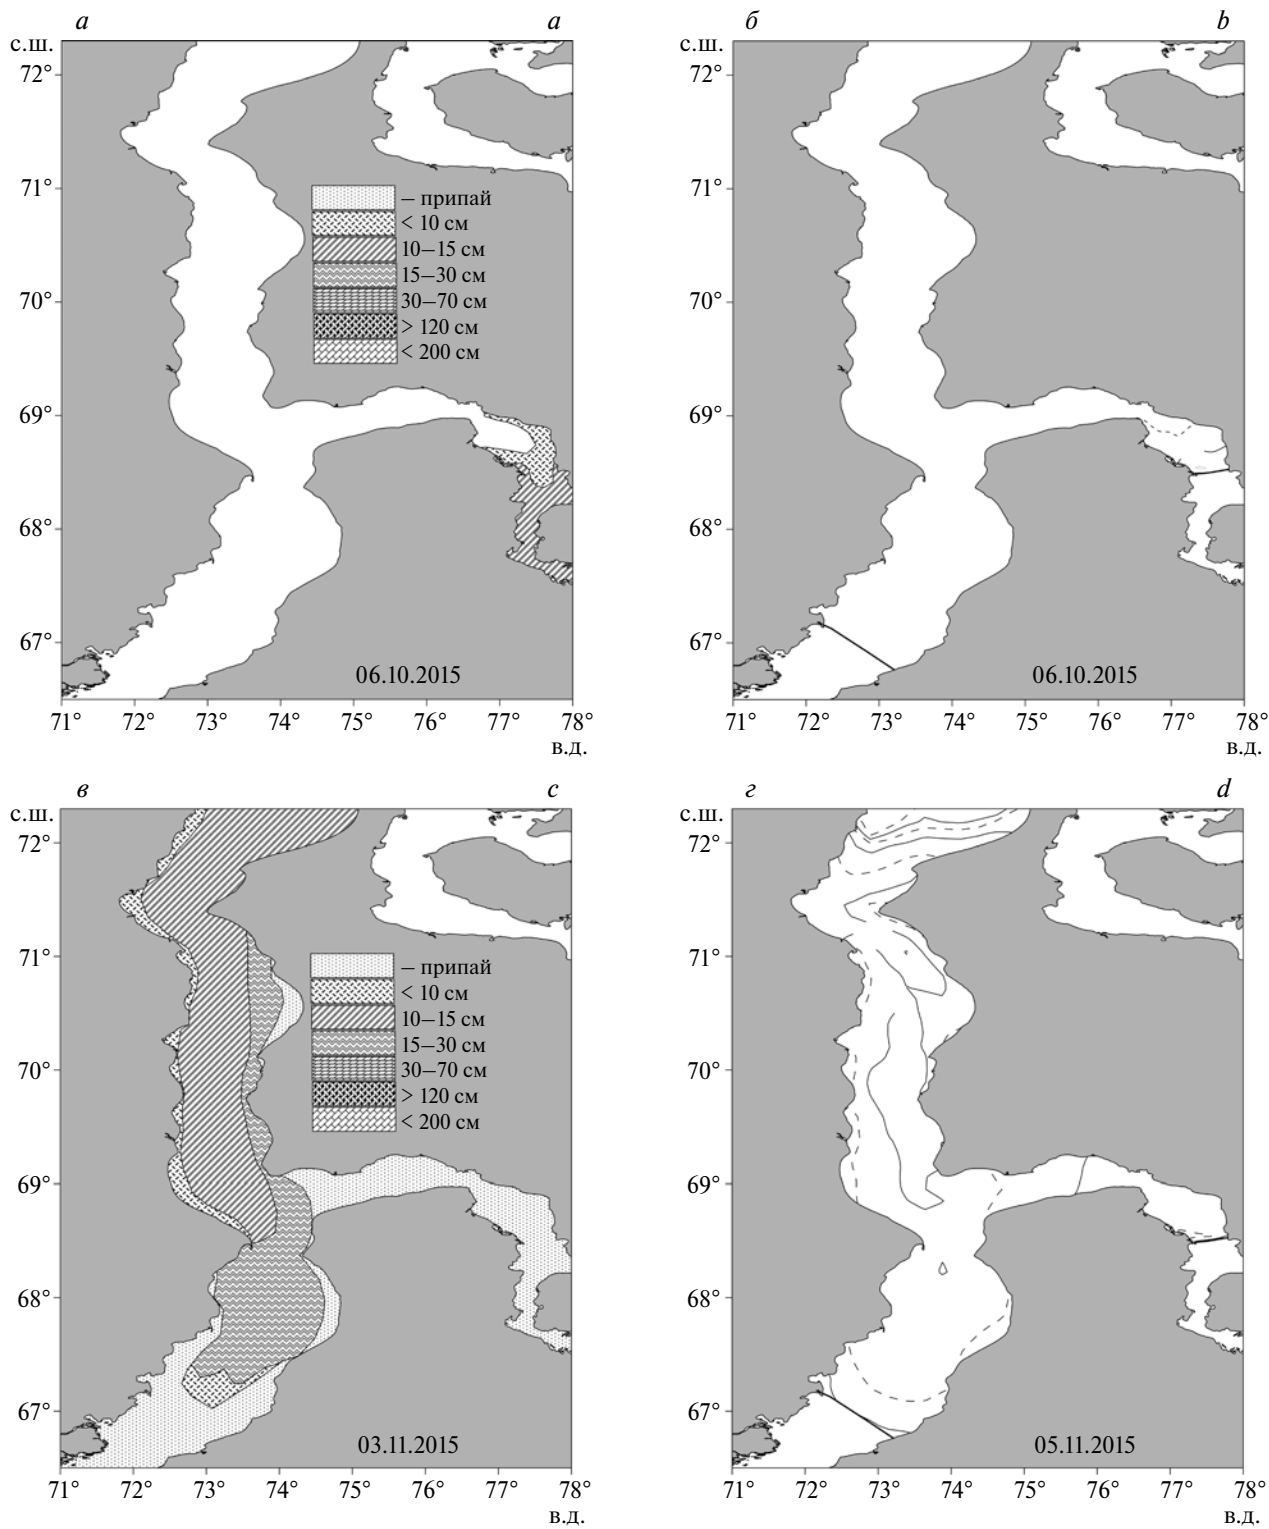 а a
с.ш.
72°
71°
70°
69°
68°
67°
– припай
< 10 см
10–15 см
15–30 см
30–70 см
> 120 см
< 200 см
06.10.2015
71° 72° 73° 74° 75° 76° 77° 78°
в.д.
б b
с.ш.
72°
71°
70°
69°
68°
67°
06.10.2015
71° 72° 73° 74° 75° 76° 77° 78°
в.д.
в c
с.ш.
72°
71°
70°
69°
68°
67°
– припай
< 10 см
10–15 см
15–30 см
30–70 см
> 120 см
< 200 см
03.11.2015
71° 72° 73° 74° 75° 76° 77° 78°
в.д.
г d
с.ш.
72°
71°
70°
69°
68°
67°
05.11.2015
71° 72° 73° 74° 75° 76° 77° 78°
в.д.